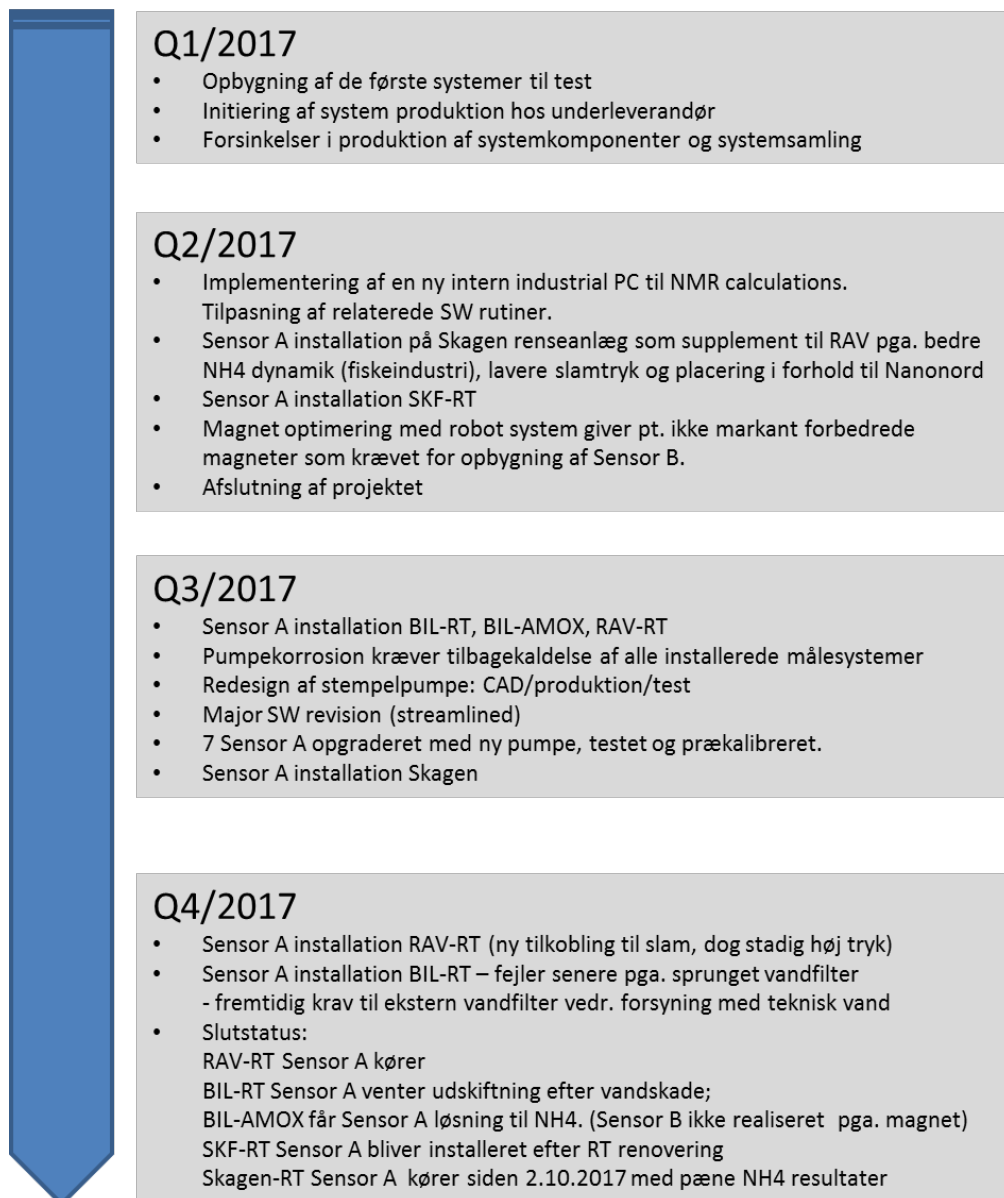 Q1/2017
• Opbygning af de første systemer til test
• Initiering af system produktion hos underleverandør
• Forsinkelser i produktion af systemkomponenter og systemsamling
Q2/2017
• Implementering af en ny intern industrial PC til NMR calculations.
Tilpasning af relaterede SW rutiner.
• Sensor A installation på Skagen renseanlæg som supplement til RAV pga. bedre
NH4 dynamik (fiskeindustri), lavere slamtryk og placering i forhold til Nanonord
• Sensor A installation SKF-RT
• Magnet optimering med robot system giver pt. ikke markant forbedrede
magneter som krævet for opbygning af Sensor B.
• Afslutning af projektet
Q3/2017
• Sensor A installation BIL-RT, BIL-AMOX, RAV-RT
• Pumpekorrosion kræver tilbagekaldelse af alle installerede målesystemer
• Redesign af stempelpumpe: CAD/produktion/test
• Major SW revision (streamlined)
• 7 Sensor A opgraderet med ny pumpe, testet og prækalibreret.
• Sensor A installation Skagen
Q4/2017
• Sensor A installation RAV-RT (ny tilkobling til slam, dog stadig høj tryk)
• Sensor A installation BIL-RT – fejler senere pga. sprunget vandfilter
- fremtidig krav til ekstern vandfilter vedr. forsyning med teknisk vand
• Slutstatus:
RAV-RT Sensor A kører
BIL-RT Sensor A venter udskiftning efter vandskade;
BIL-AMOX får Sensor A løsning til NH4. (Sensor B ikke realiseret pga. magnet)
SKF-RT Sensor A bliver installeret efter RT renovering
Skagen-RT Sensor A kører siden 2.10.2017 med pæne NH4 resultater